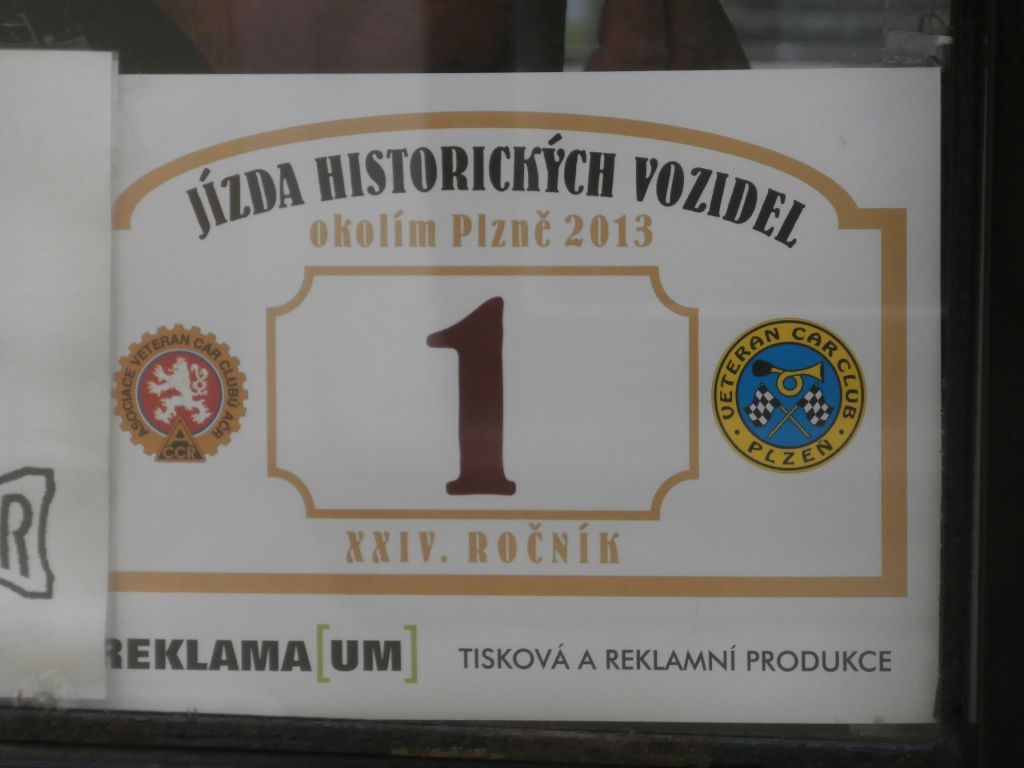 JÍZDA HISTORICKÝCH VOZIDEL
okolím Plzně 2013
ASOCIACE VETERAN CAR CLUBŮ AČR
A
CCR
1
VETERAN CAR CLUB
PLZEŇ
XXIV. ROČNÍK
R
REKLAMA[UM]
TISKOVÁ A REKLAMNÍ PRODUKCE